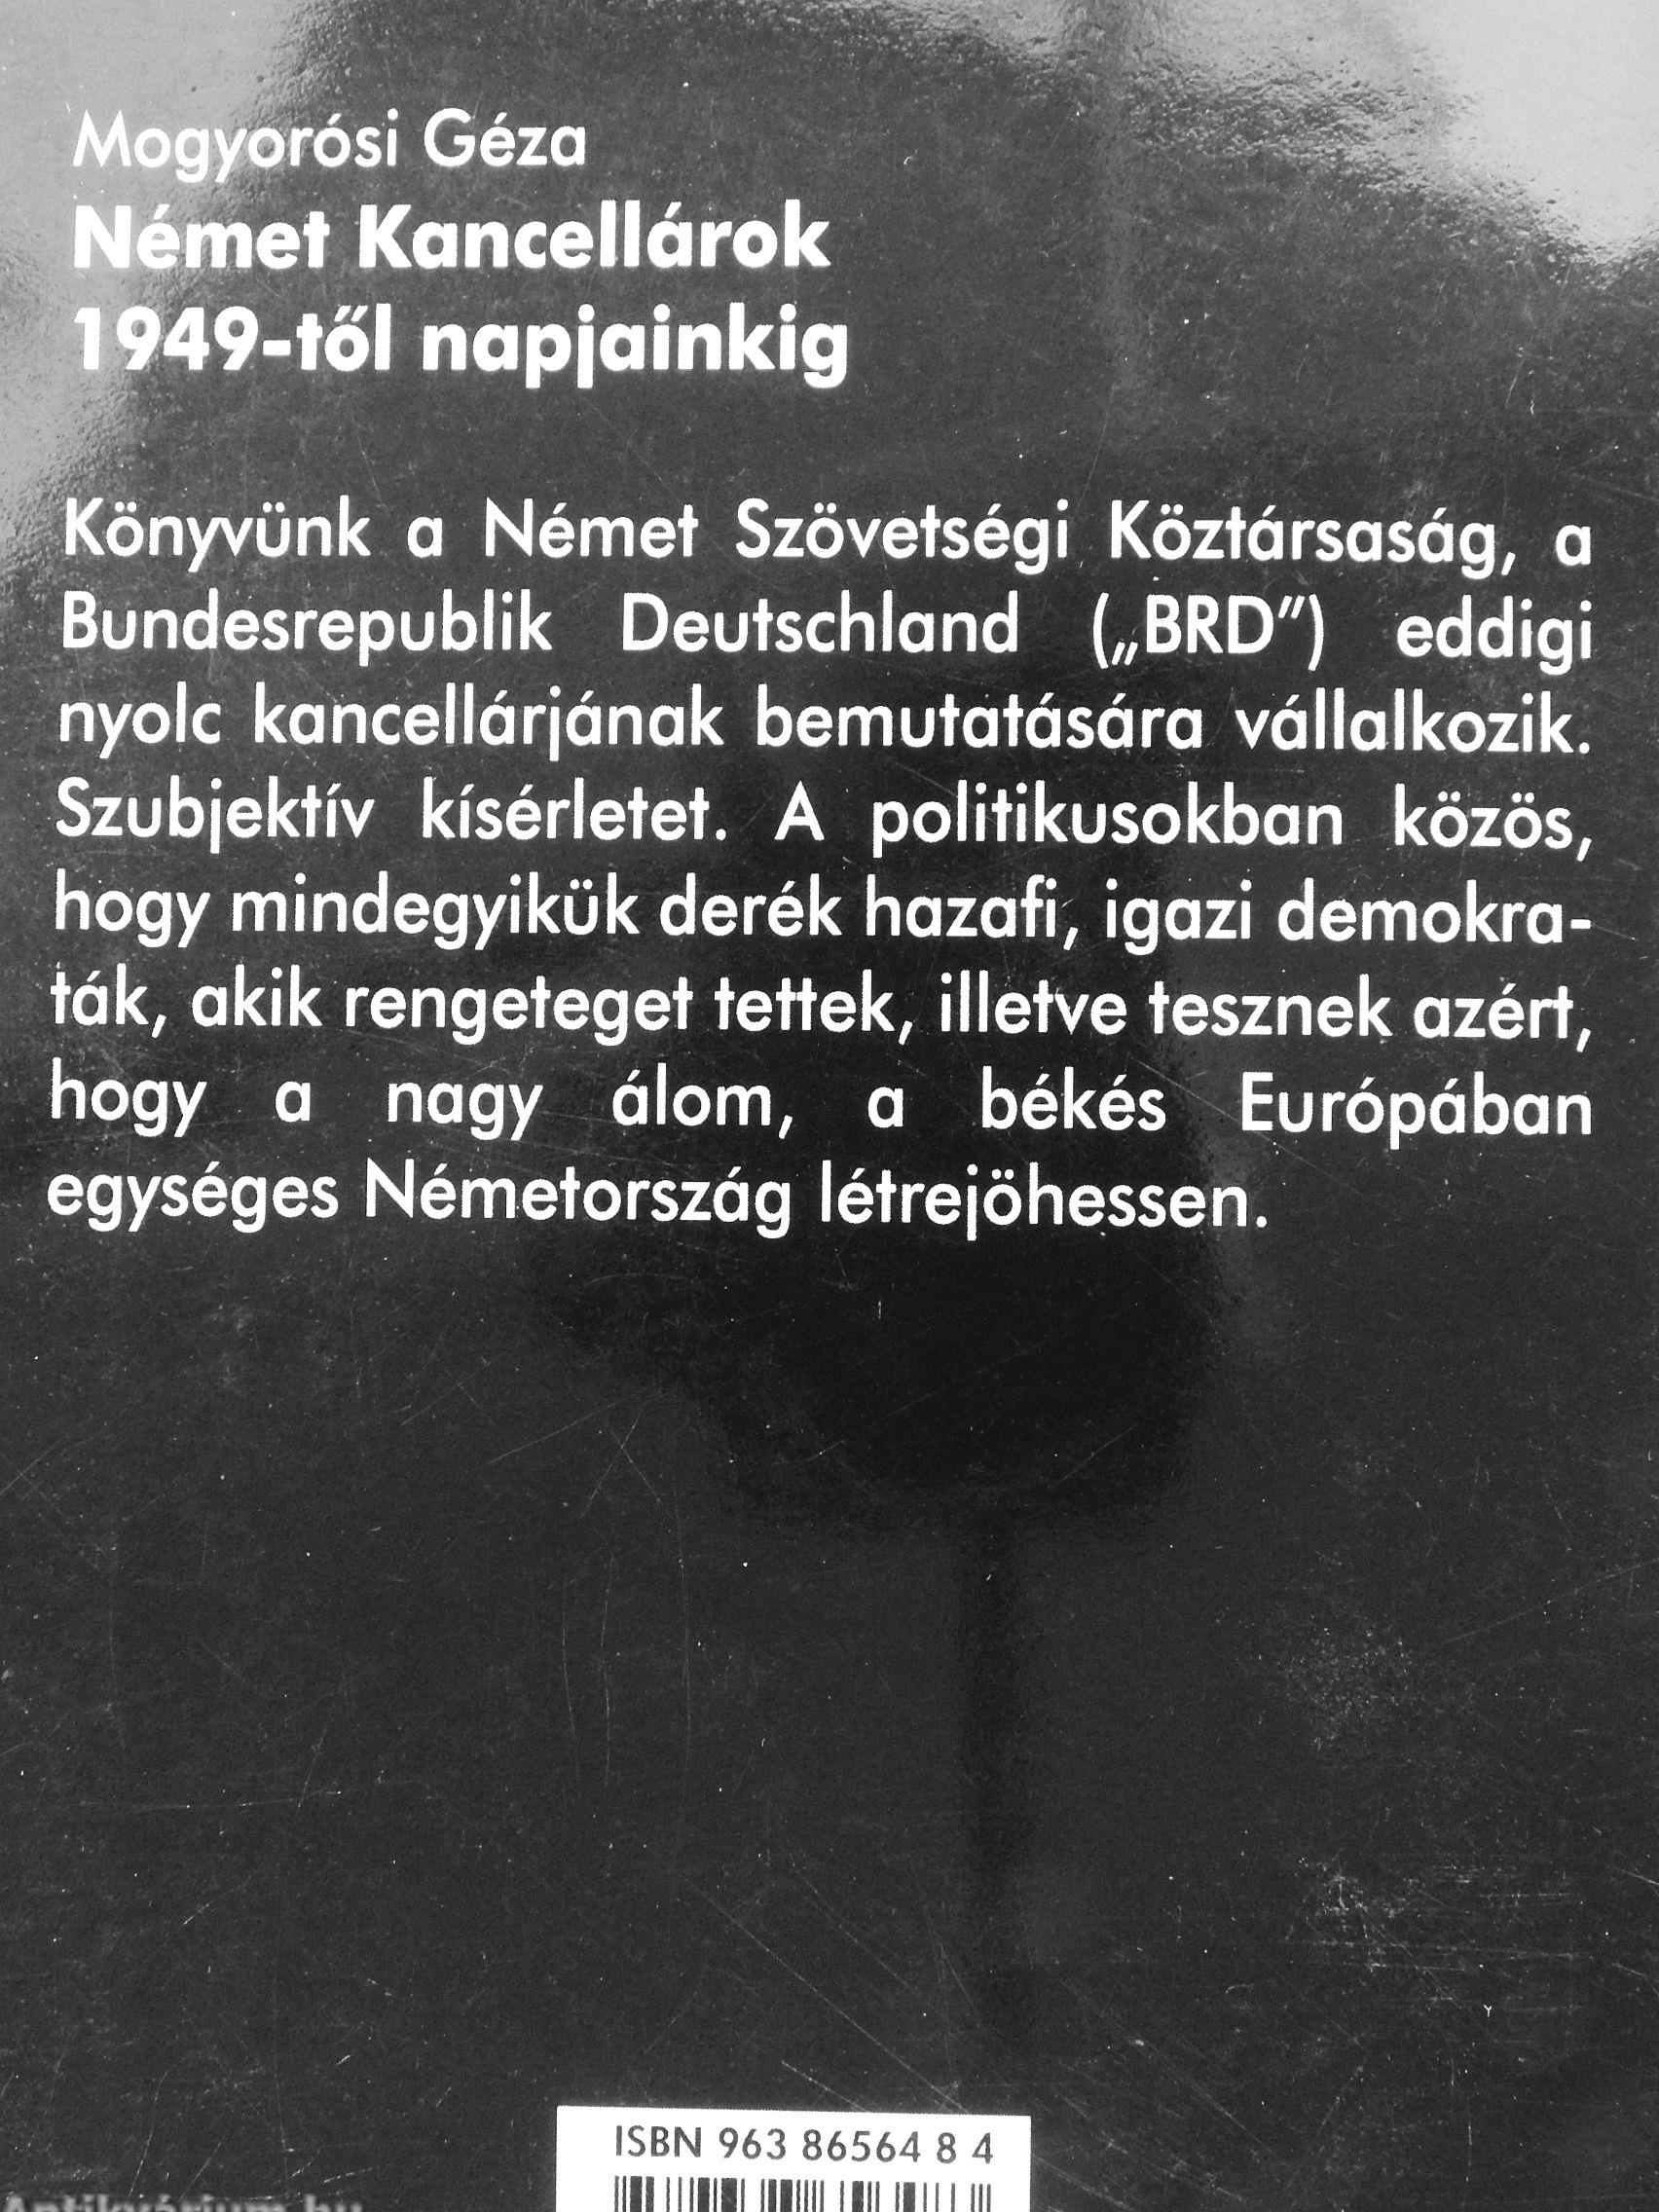 Mogyorósi Géza
Német Kancellárok
1949-től napjainkig
Könyvünk a Német Szövetségi Köztársaság, a
Bundesrepublik Deutschland („BRD”) eddigi
nyolc kancellárjának bemutatására vállalkozik.
Szubjektív kísérletet. A politikusokban közös,
hogy mindegyikük derék hazafi, igazi demokra-
ták, akik rengeteget tettek, illetve tesznek azért,
hogy a nagy álom, a békés Európában
egységes Németország létrejöhessen.
ISBN 963 86564 8 4
Antikvárium.hu